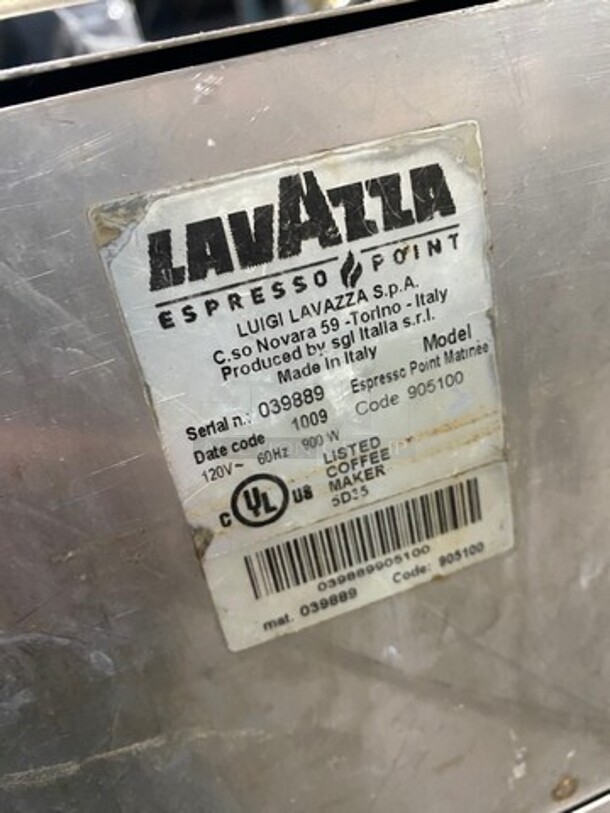 LAVAZZA
ESPRESSO POINT
LUIGI LAVAZZA S.p.A.
C.so Novara 59 -Torino - Italy
Produced by sgl Italia s.r.l.
Made in Italy
Model
Serial n.: 039889 Espresso Point Matinée
Date code 1009 Code 905100
120V~ 60Hz 900 W
C UL US
LISTED
COFFEE
MAKER
5D35
039889905100
mat. 039889 Code: 905100